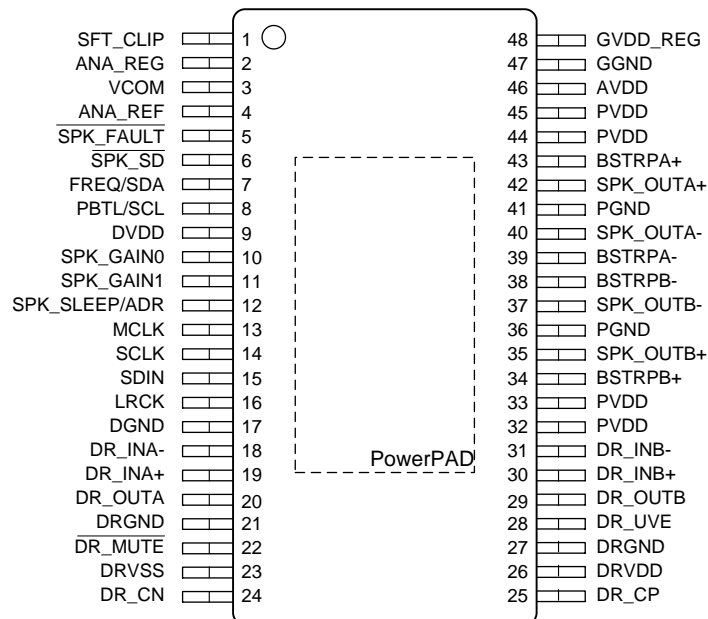 SFT_CLIP 1 48 GVDD_REG
ANA_REG 2 47 GGND
VCOM 3 46 AVDD
ANA_REF 4 45 PVDD
SPK_FAULT 5 44 PVDD
SPK_SD 6 43 BSTRPA+
FREQ/SDA 7 42 SPK_OUTA+
PBTL/SCL 8 41 PGND
DVDD 9 40 SPK_OUTA-
SPK_GAIN0 10 39 BSTRPA-
SPK_GAIN1 11 38 BSTRPB-
SPK_SLEEP/ADR 12 37 SPK_OUTB-
MCLK 13 36 PGND
SCLK 14 35 SPK_OUTB+
SDIN 15 34 BSTRPB+
LRCK 16 33 PVDD
DGND 17 32 PVDD
DR_INA- 18 31 DR_INB-
PowerPAD
DR_INA+ 19 30 DR_INB+
DR_OUTA 20 29 DR_OUTB
DRGND 21 28 DR_UVE
DR_MUTE 22 27 DRGND
DRVSS 23 26 DRVDD
DR_CN 24 25 DR_CP